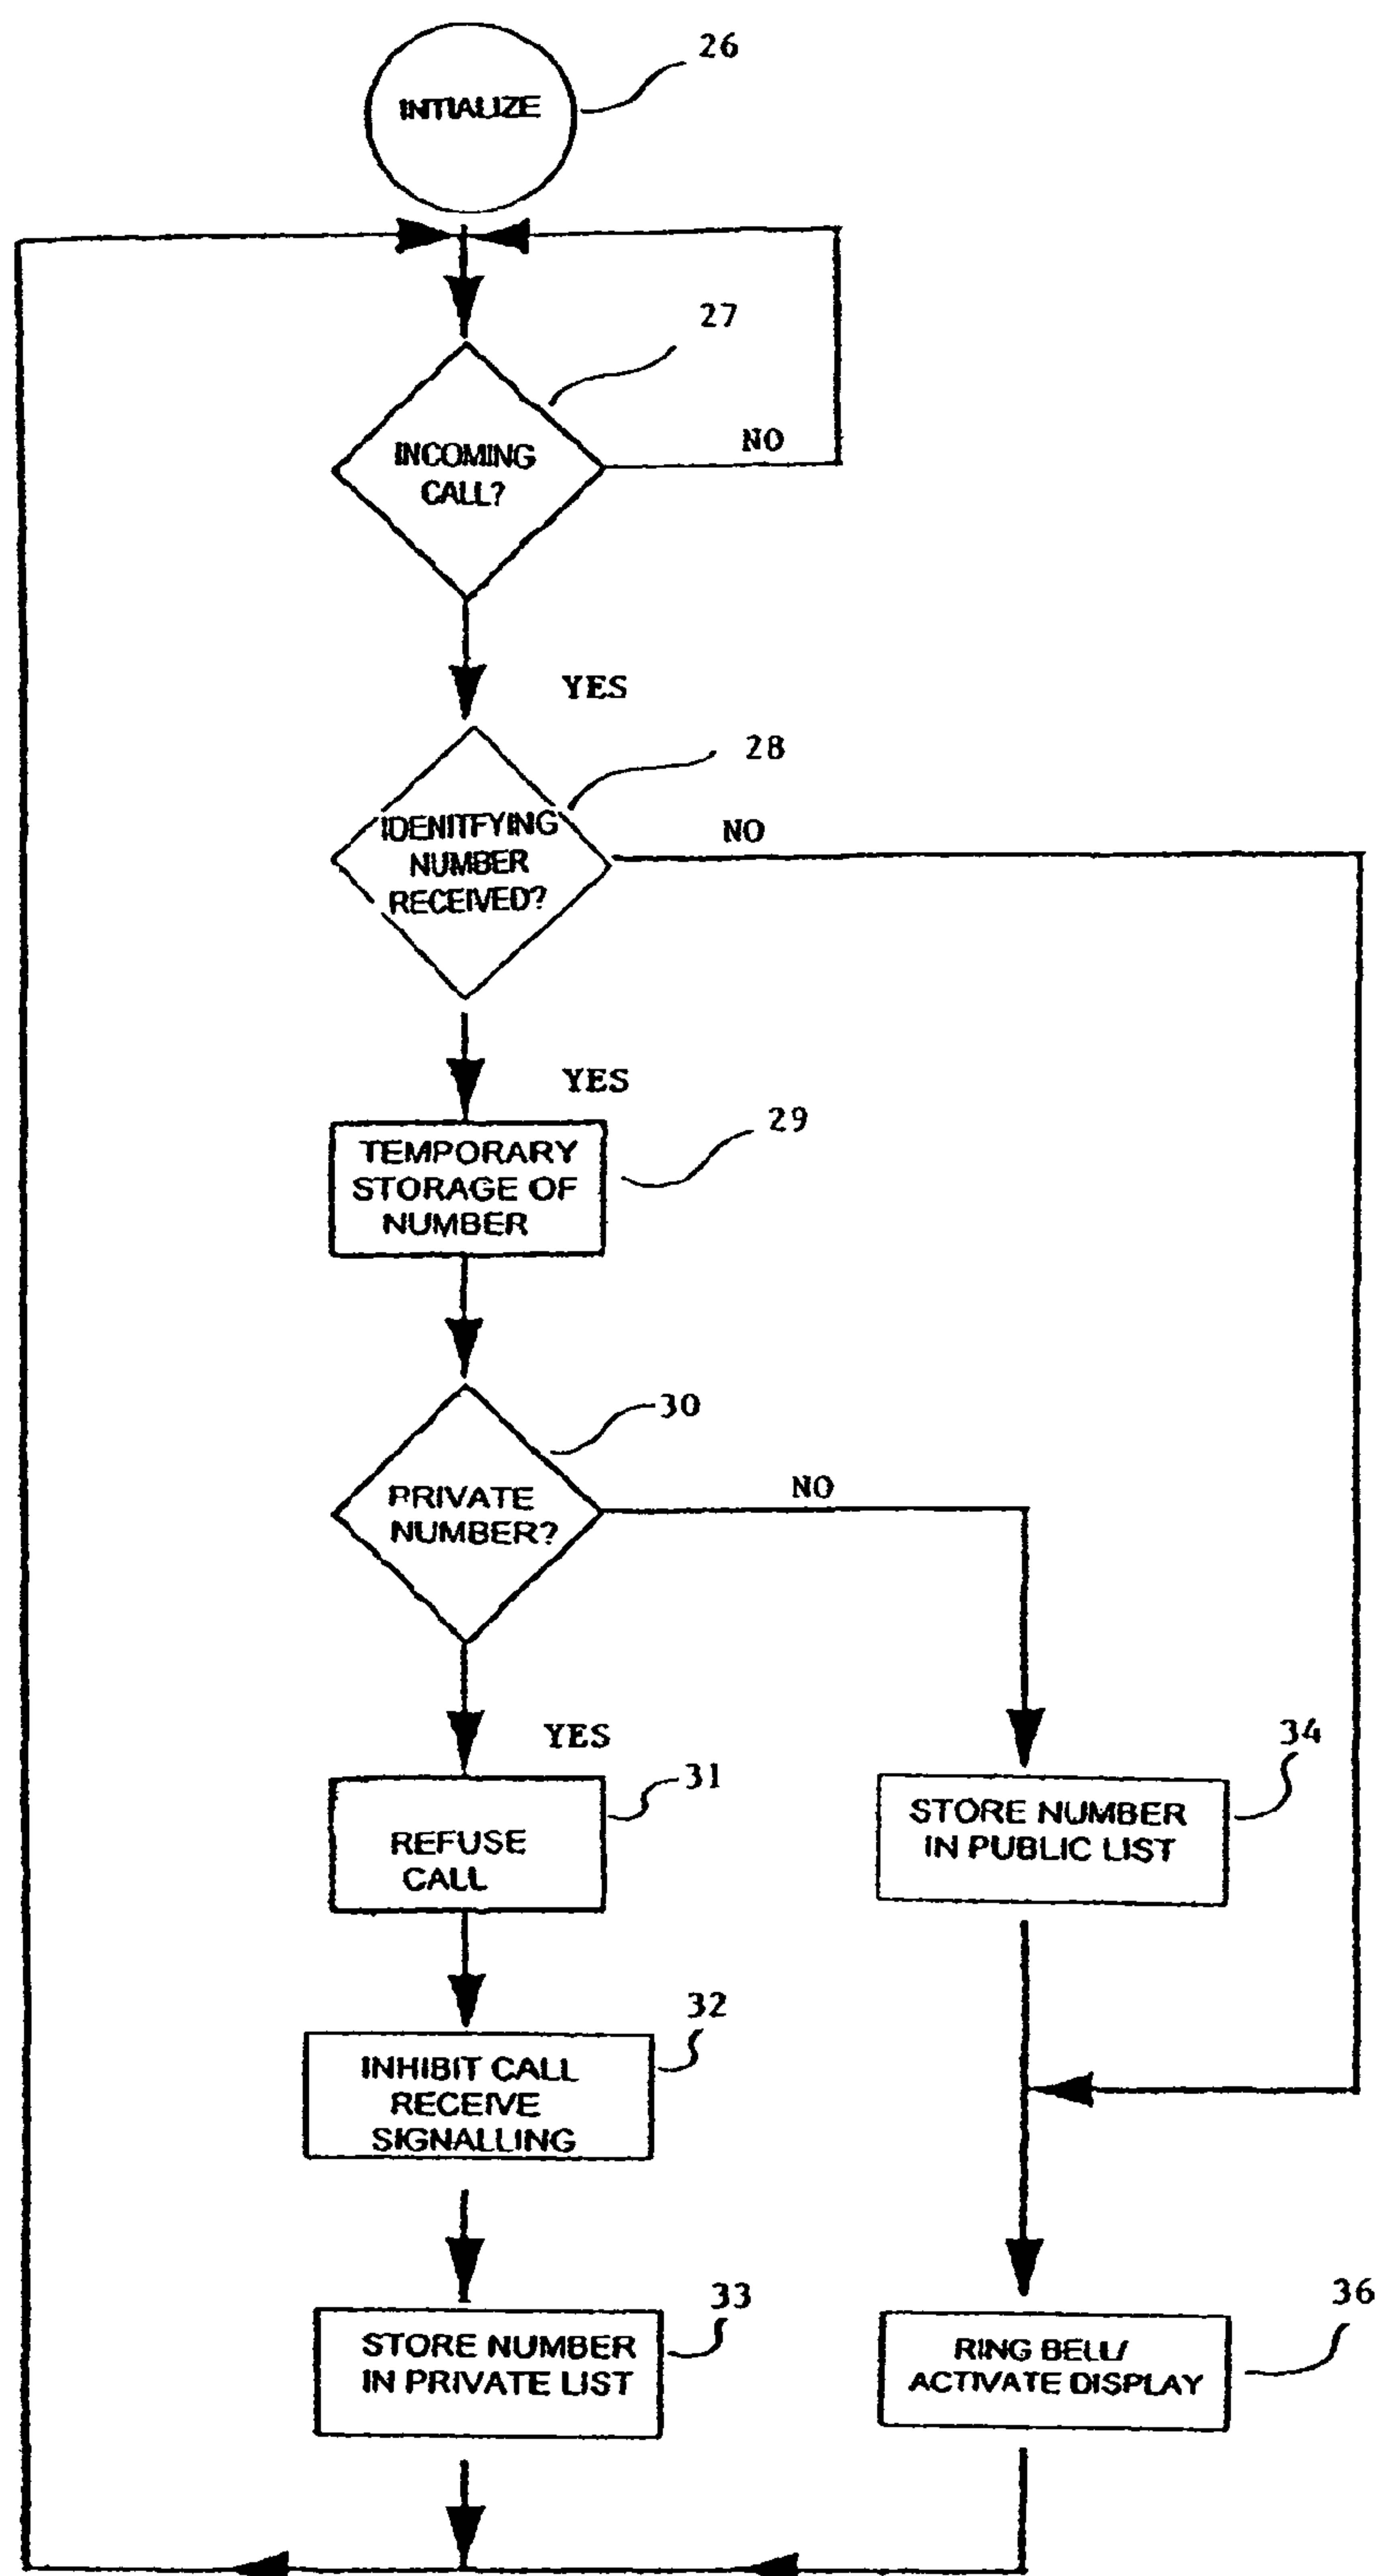 26
INTIALIZE
27
INCOMING
CALL?
NO
YES
28
IDENITFYING
NUMBER
RECEIVED?
NO
YES
29
TEMPORARY
STORAGE OF
NUMBER
30
PRIVATE
NUMBER?
NO
YES
31
REFUSE
CALL
34
STORE NUMBER
IN PUBLIC LIST
32
INHIBIT CALL
RECEIVE
SIGNALLING
33
STORE NUMBER
IN PRIVATE LIST
36
RING BELL/
ACTIVATE DISPLAY